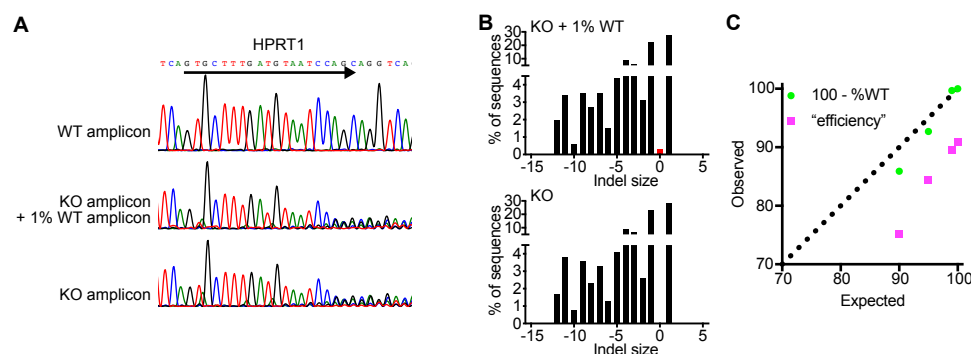 A
HPRT1
TCAGTGCTTTGATGTAATCCAGCAGGTCA
WT amplicon
KO amplicon
+ 1% WT amplicon
KO amplicon
B
KO + 1% WT
% of sequences
30
20
10
5
4
3
2
1
0
-15 -10 -5 0 5
Indel size
KO
% of sequences
30
20
10
5
4
3
2
1
0
-15 -10 -5 0 5
Indel size
C
100 - %WT
“efficiency”
Observed
100
90
80
70
70 80 90 100
Expected